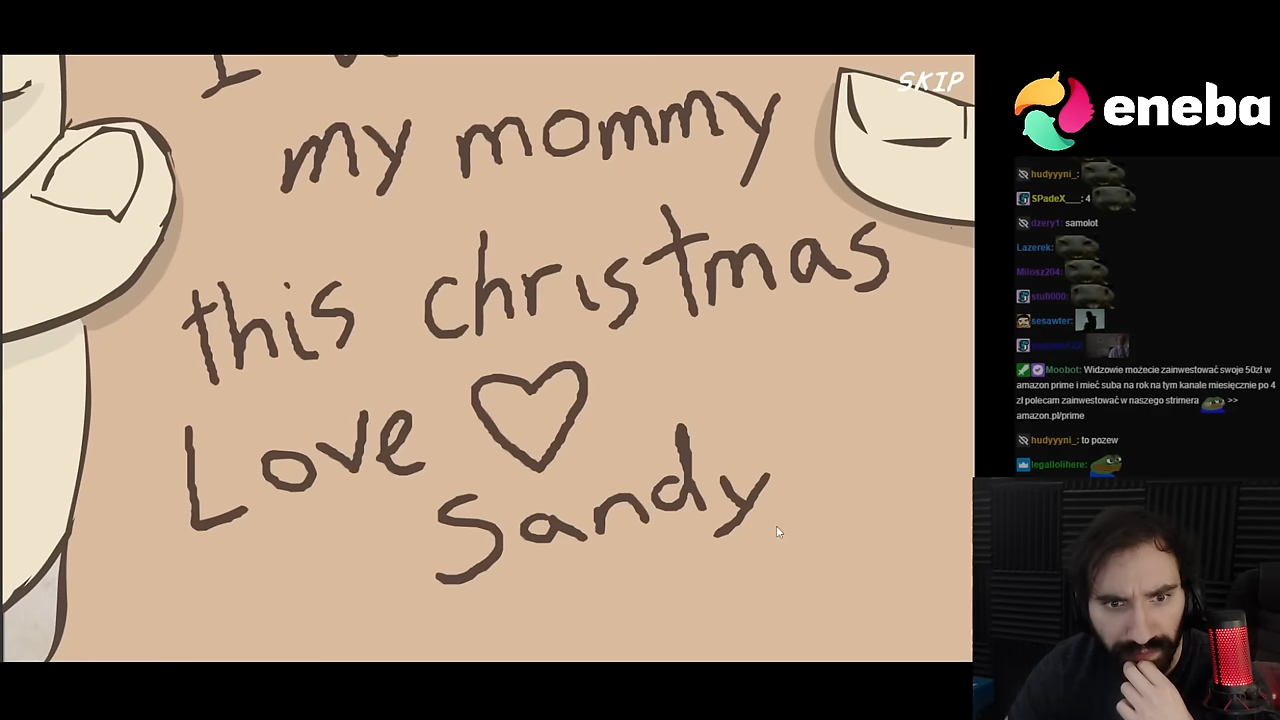 I
SKIP
my mommy
this christmas
Love
Sandy
eneba
hudyyyni_:
SPadeX___: 4
dzery1: samolot
Lazerek:
Milosz204:
stufi000:
sesawter:
Moobot: Widzowie możecie zainwestować swoje 50zł w
amazon prime i mieć suba na rok na tym kanale miesięcznie po 4
zł polecam zainwestować w naszego strimera >>
amazon.pl/prime
hudyyyni_: to pozew
legallolihere: